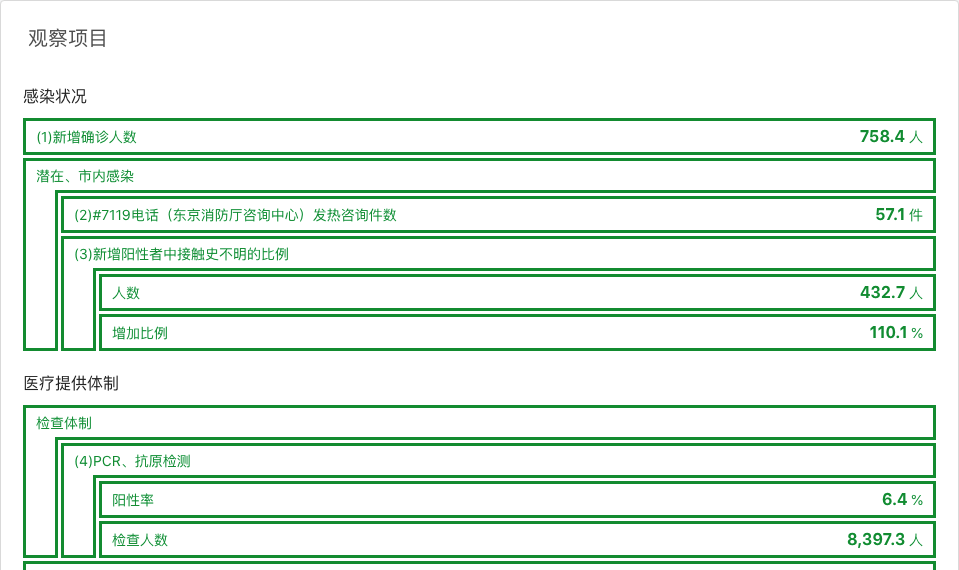 观察项目
感染状况
(1)新增确诊人数 758.4 人
潜在、市内感染
(2)#7119电话（东京消防厅咨询中心）发热咨询件数 57.1 件
(3)新增阳性者中接触史不明的比例
人数 432.7 人
增加比例 110.1 %
医疗提供体制
检查体制
(4)PCR、抗原检测
阳性率 6.4 %
检查人数 8,397.3 人